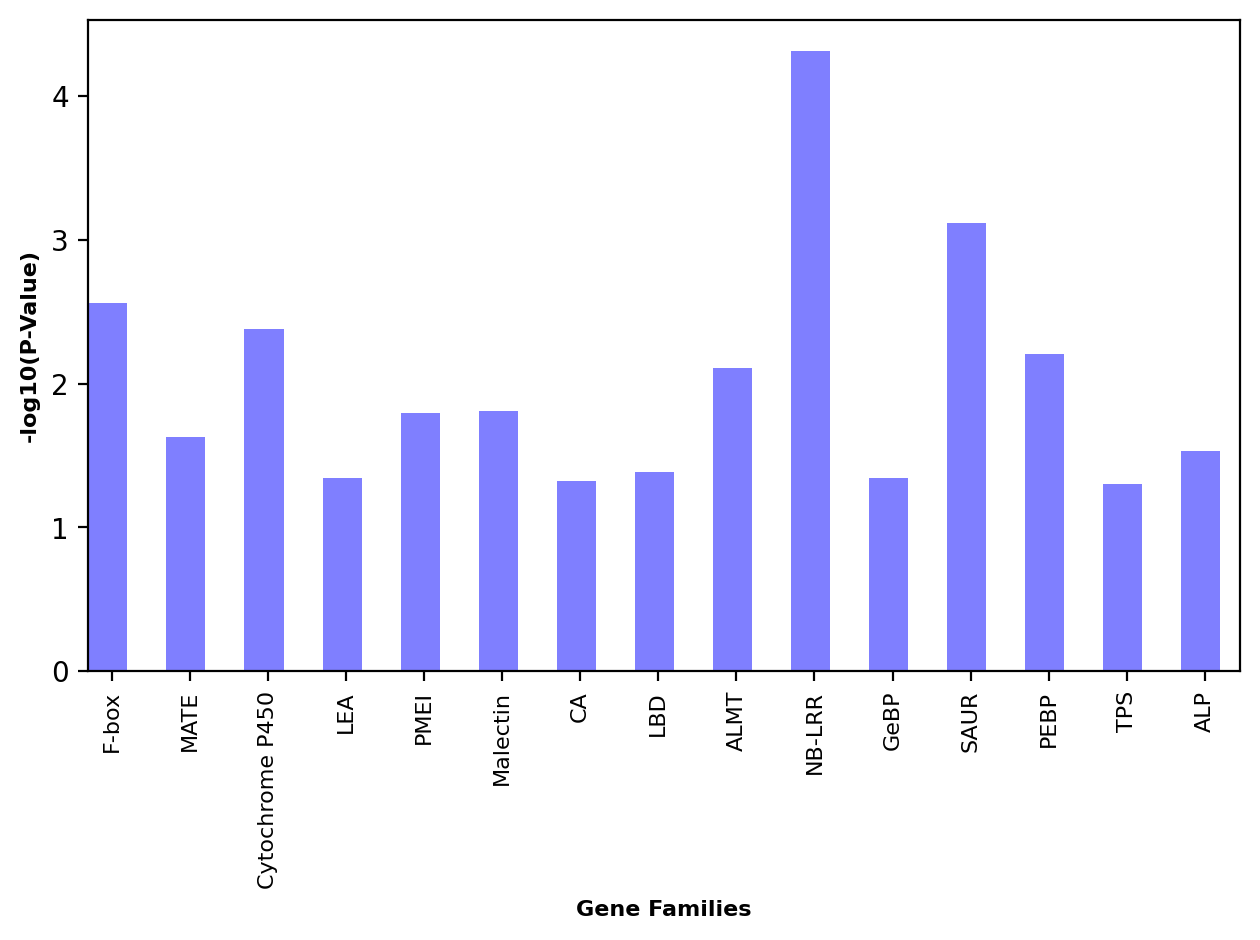 -log10(P-Value)
4
3
2
1
0
F-box
MATE
Cytochrome P450
LEA
PMEI
Malectin
CA
LBD
ALMT
NB-LRR
GeBP
SAUR
PEBP
TPS
ALP
Gene Families